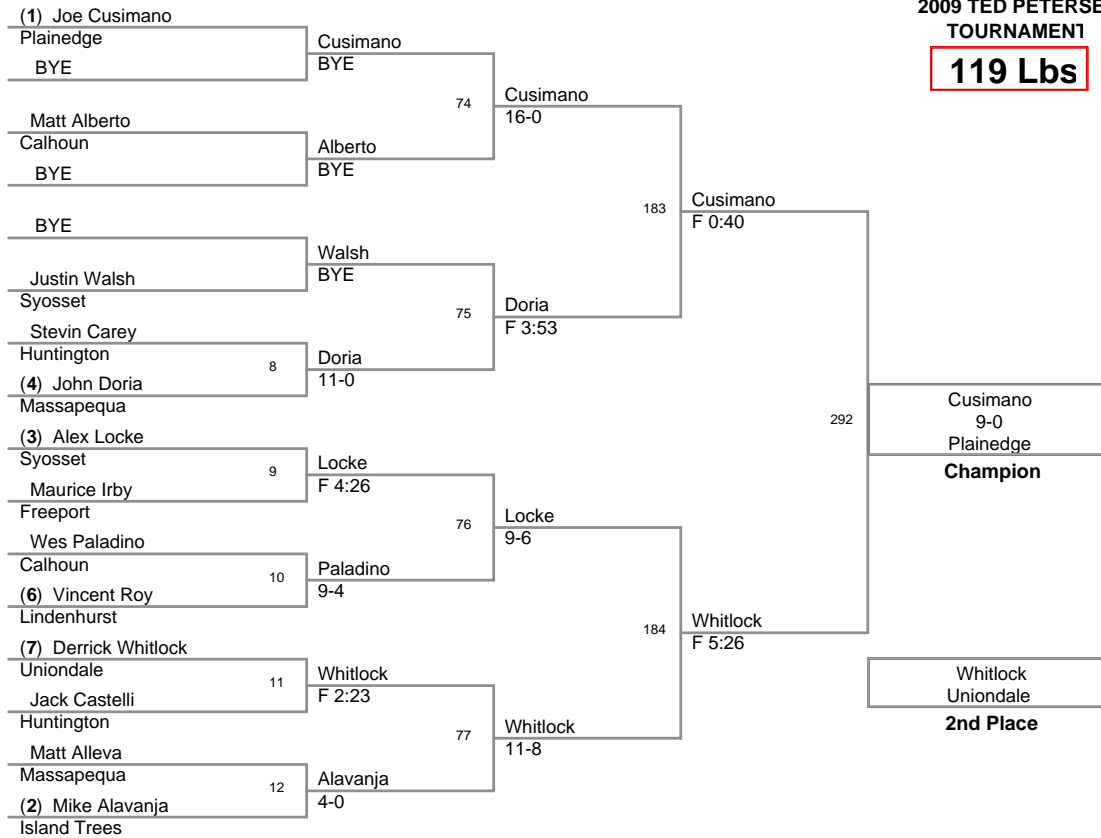 2009 TED PETERSE
TOURNAMENT
119 Lbs
(1) Joe Cusimano
Plainedge
BYE
Matt Alberto
Calhoun
BYE
BYE
Justin Walsh
Syosset
Stevin Carey
Huntington
8
(4) John Doria
Massapequa
(3) Alex Locke
Syosset
9
Maurice Irby
Freeport
Wes Paladino
Calhoun
10
(6) Vincent Roy
Lindenhurst
(7) Derrick Whitlock
Uniondale
11
Jack Castelli
Huntington
Matt Alleva
Massapequa
12
(2) Mike Alavanja
Island Trees
Cusimano
BYE
74
Alberto
BYE
Walsh
BYE
75
Doria
11-0
Locke
F 4:26
76
Paladino
9-4
Whitlock
F 2:23
77
Alavanja
4-0
Cusimano
16-0
183
Doria
F 3:53
Locke
9-6
184
Whitlock
11-8
Cusimano
F 0:40
292
Whitlock
F 5:26
Cusimano
9-0
Plainedge
Champion
Whitlock
Uniondale
2nd Place